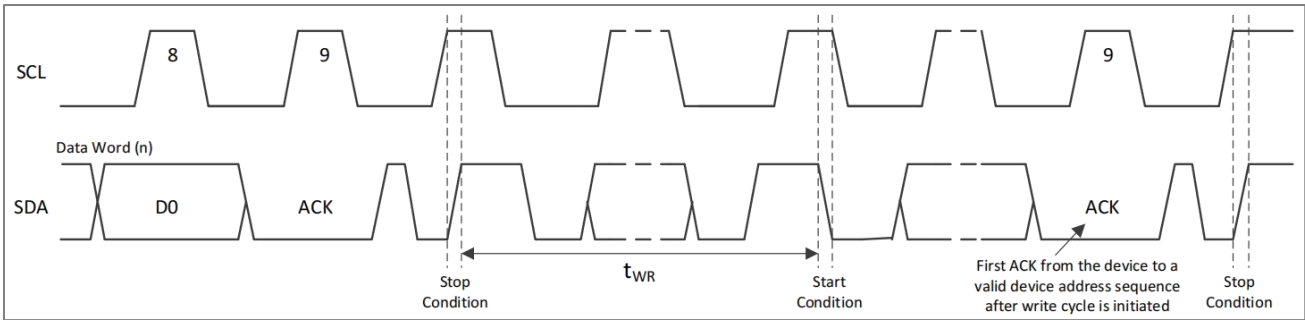 SCL
8
9
9
Data Word (n)
SDA
D0
ACK
ACK
tWR
Stop
Condition
Start
Condition
First ACK from the device to a
valid device address sequence
after write cycle is initiated
Stop
Condition